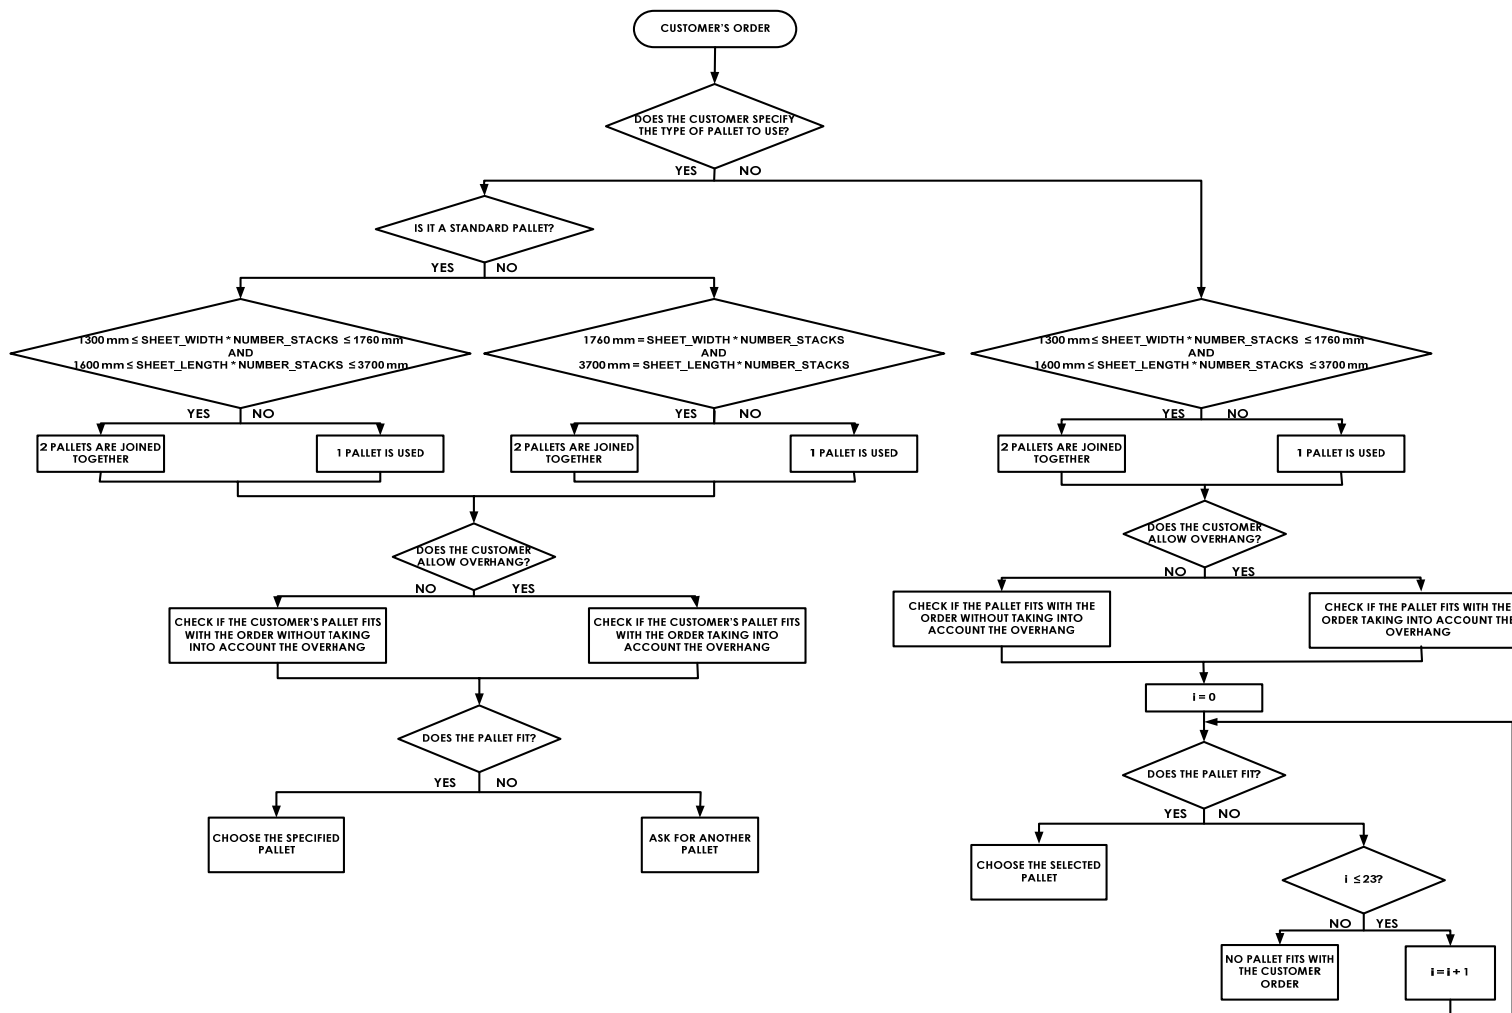 CUSTOMER'S ORDER
DOES THE CUSTOMER SPECIFY
THE TYPE OF PALLET TO USE?
YES
NO
IS IT A STANDARD PALLET?
YES
NO
1300 mm ≤ SHEET_WIDTH * NUMBER_STACKS ≤ 1760 mm
AND
1600 mm ≤ SHEET_LENGTH * NUMBER_STACKS ≤ 3700 mm
1760 mm = SHEET_WIDTH * NUMBER_STACKS
AND
3700 mm = SHEET_LENGTH * NUMBER_STACKS
1300 mm ≤ SHEET_WIDTH * NUMBER_STACKS ≤ 1760 mm
AND
1600 mm ≤ SHEET_LENGTH * NUMBER_STACKS ≤ 3700 mm
YES
NO
YES
NO
YES
NO
2 PALLETS ARE JOINED
TOGETHER
1 PALLET IS USED
2 PALLETS ARE JOINED
TOGETHER
1 PALLET IS USED
2 PALLETS ARE JOINED
TOGETHER
1 PALLET IS USED
DOES THE CUSTOMER
ALLOW OVERHANG?
NO
YES
CHECK IF THE CUSTOMER'S PALLET FITS
WITH THE ORDER WITHOUT TAKING
INTO ACCOUNT THE OVERHANG
CHECK IF THE CUSTOMER'S PALLET FITS
WITH THE ORDER TAKING INTO
ACCOUNT THE OVERHANG
DOES THE PALLET FIT?
YES
NO
CHOOSE THE SPECIFIED
PALLET
ASK FOR ANOTHER
PALLET
DOES THE CUSTOMER
ALLOW OVERHANG?
NO
YES
CHECK IF THE PALLET FITS WITH THE
ORDER WITHOUT TAKING INTO
ACCOUNT THE OVERHANG
CHECK IF THE PALLET FITS WITH THE
ORDER TAKING INTO ACCOUNT THE
OVERHANG
i = 0
DOES THE PALLET FIT?
YES
NO
CHOOSE THE SELECTED
PALLET
i ≤ 23?
NO
YES
NO PALLET FITS WITH
THE CUSTOMER
ORDER
i = i + 1